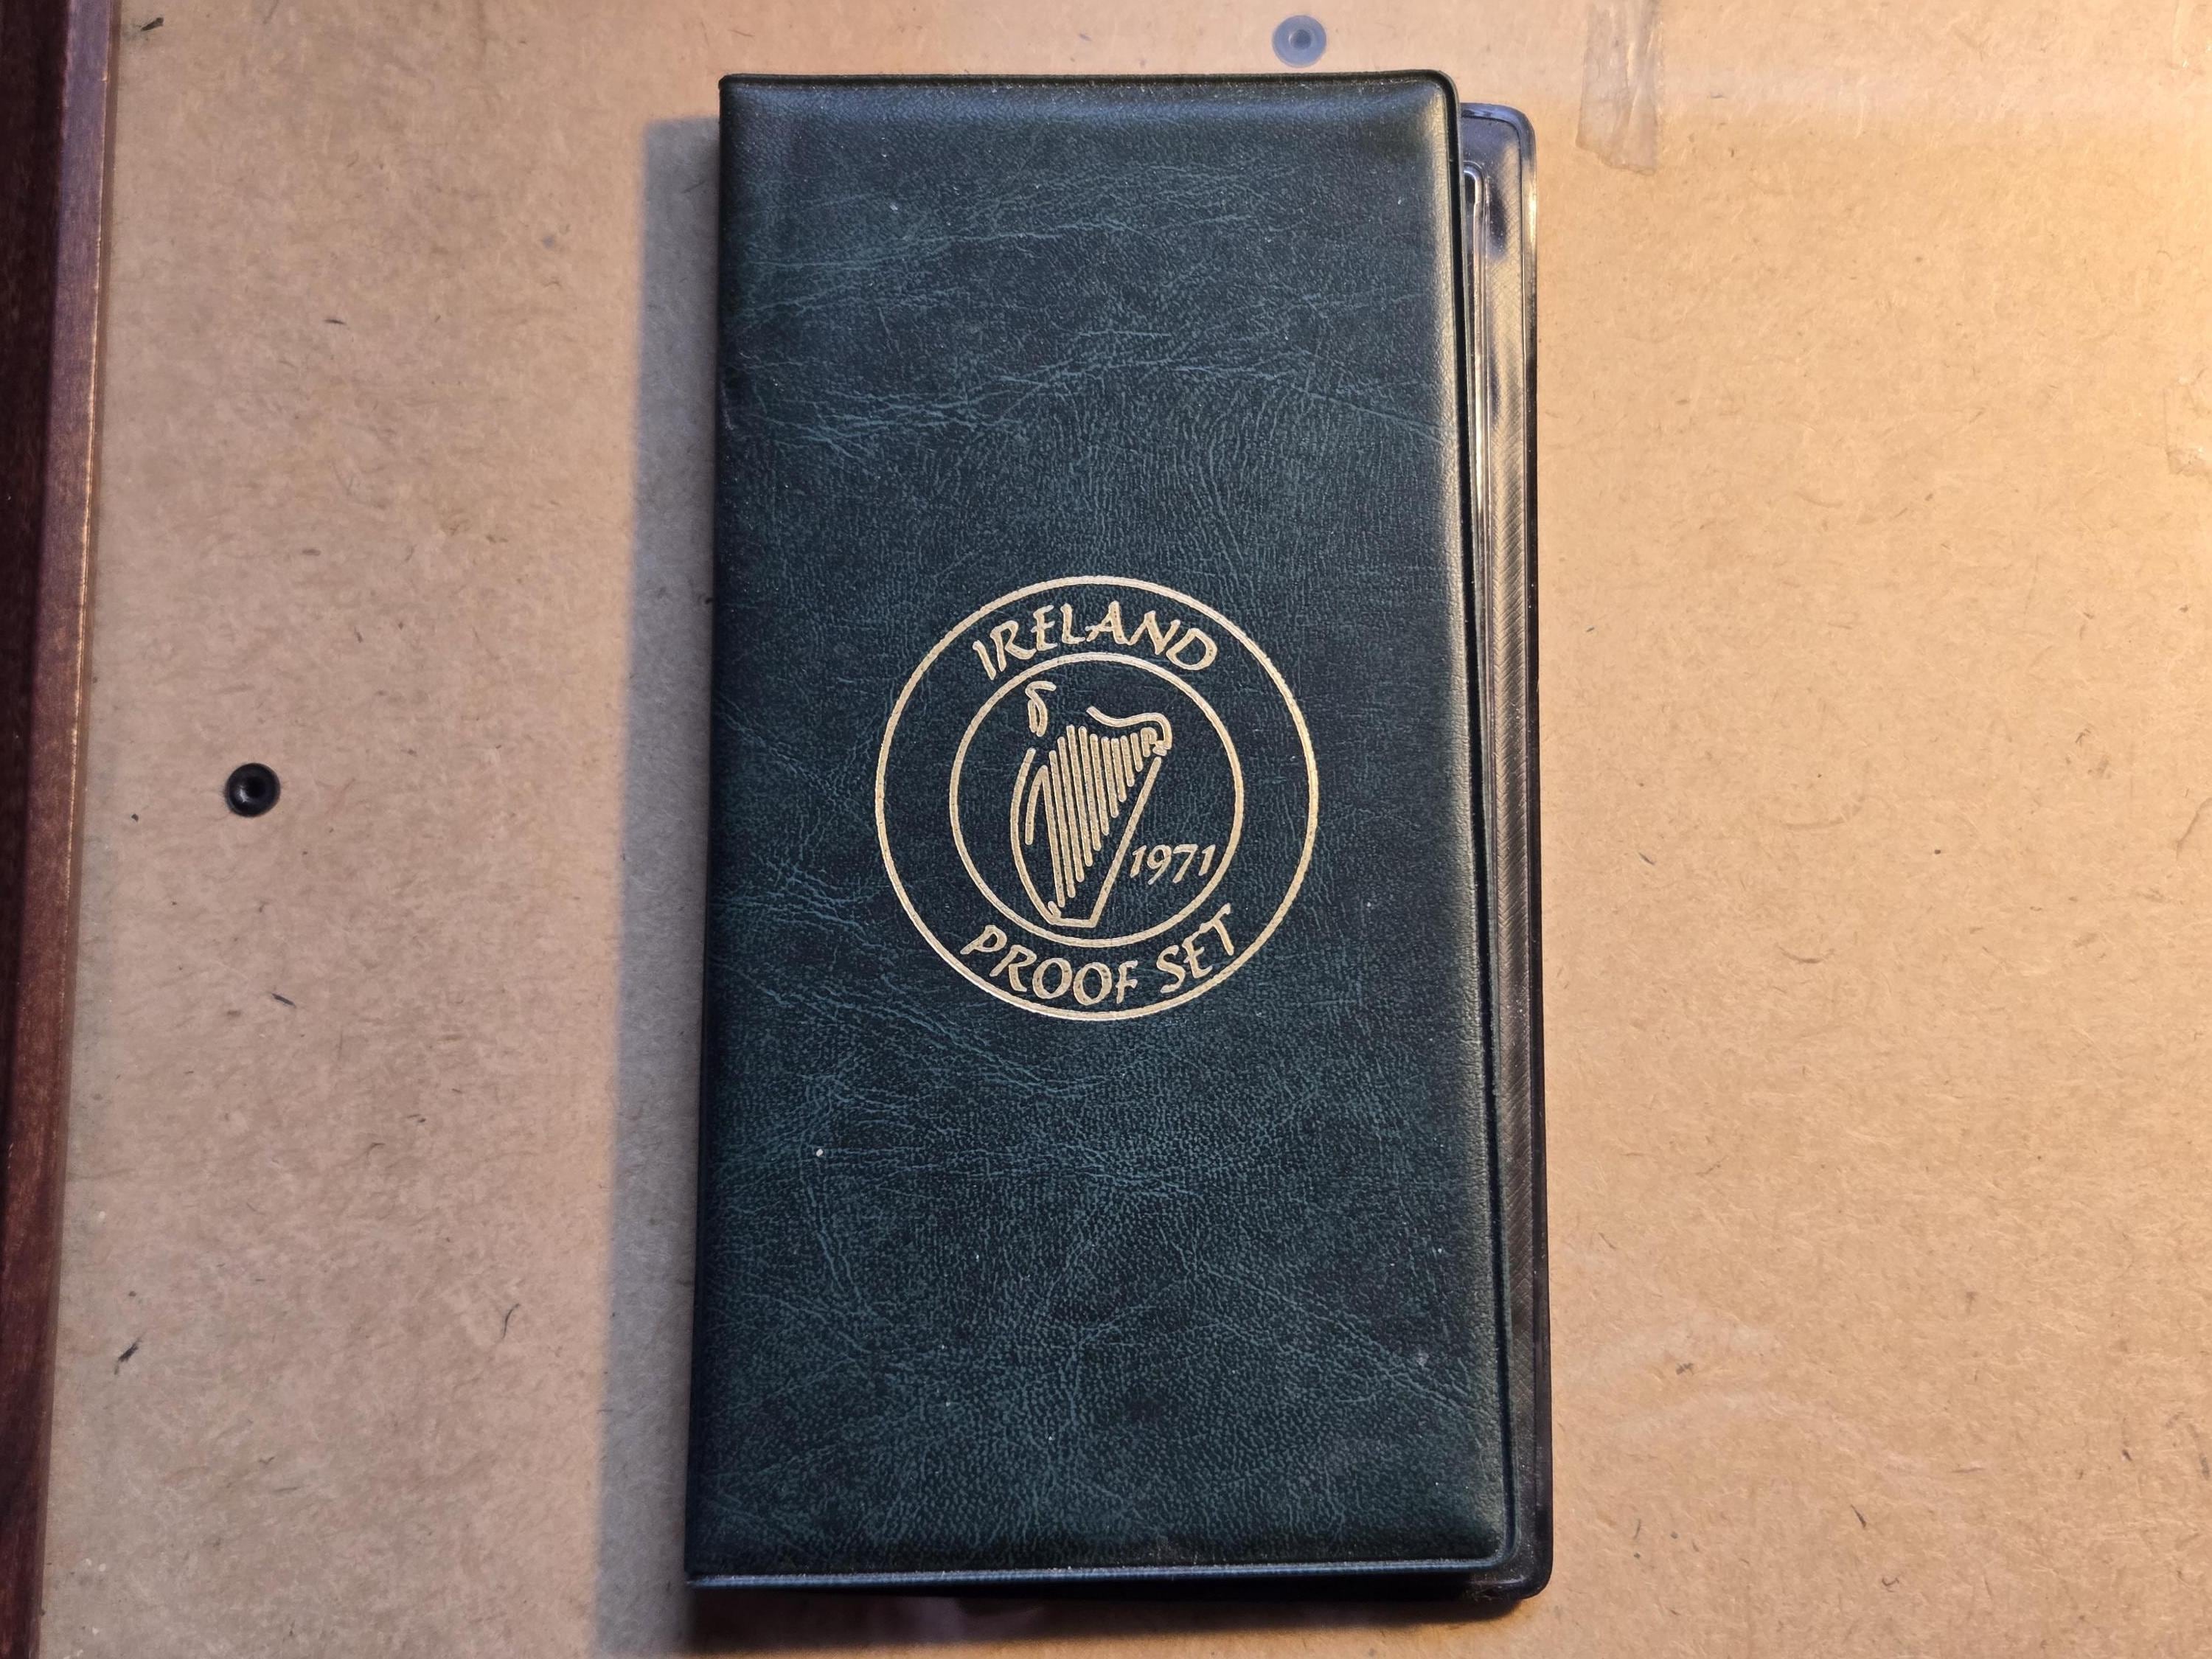 IRELAND
1971
PROOF SET